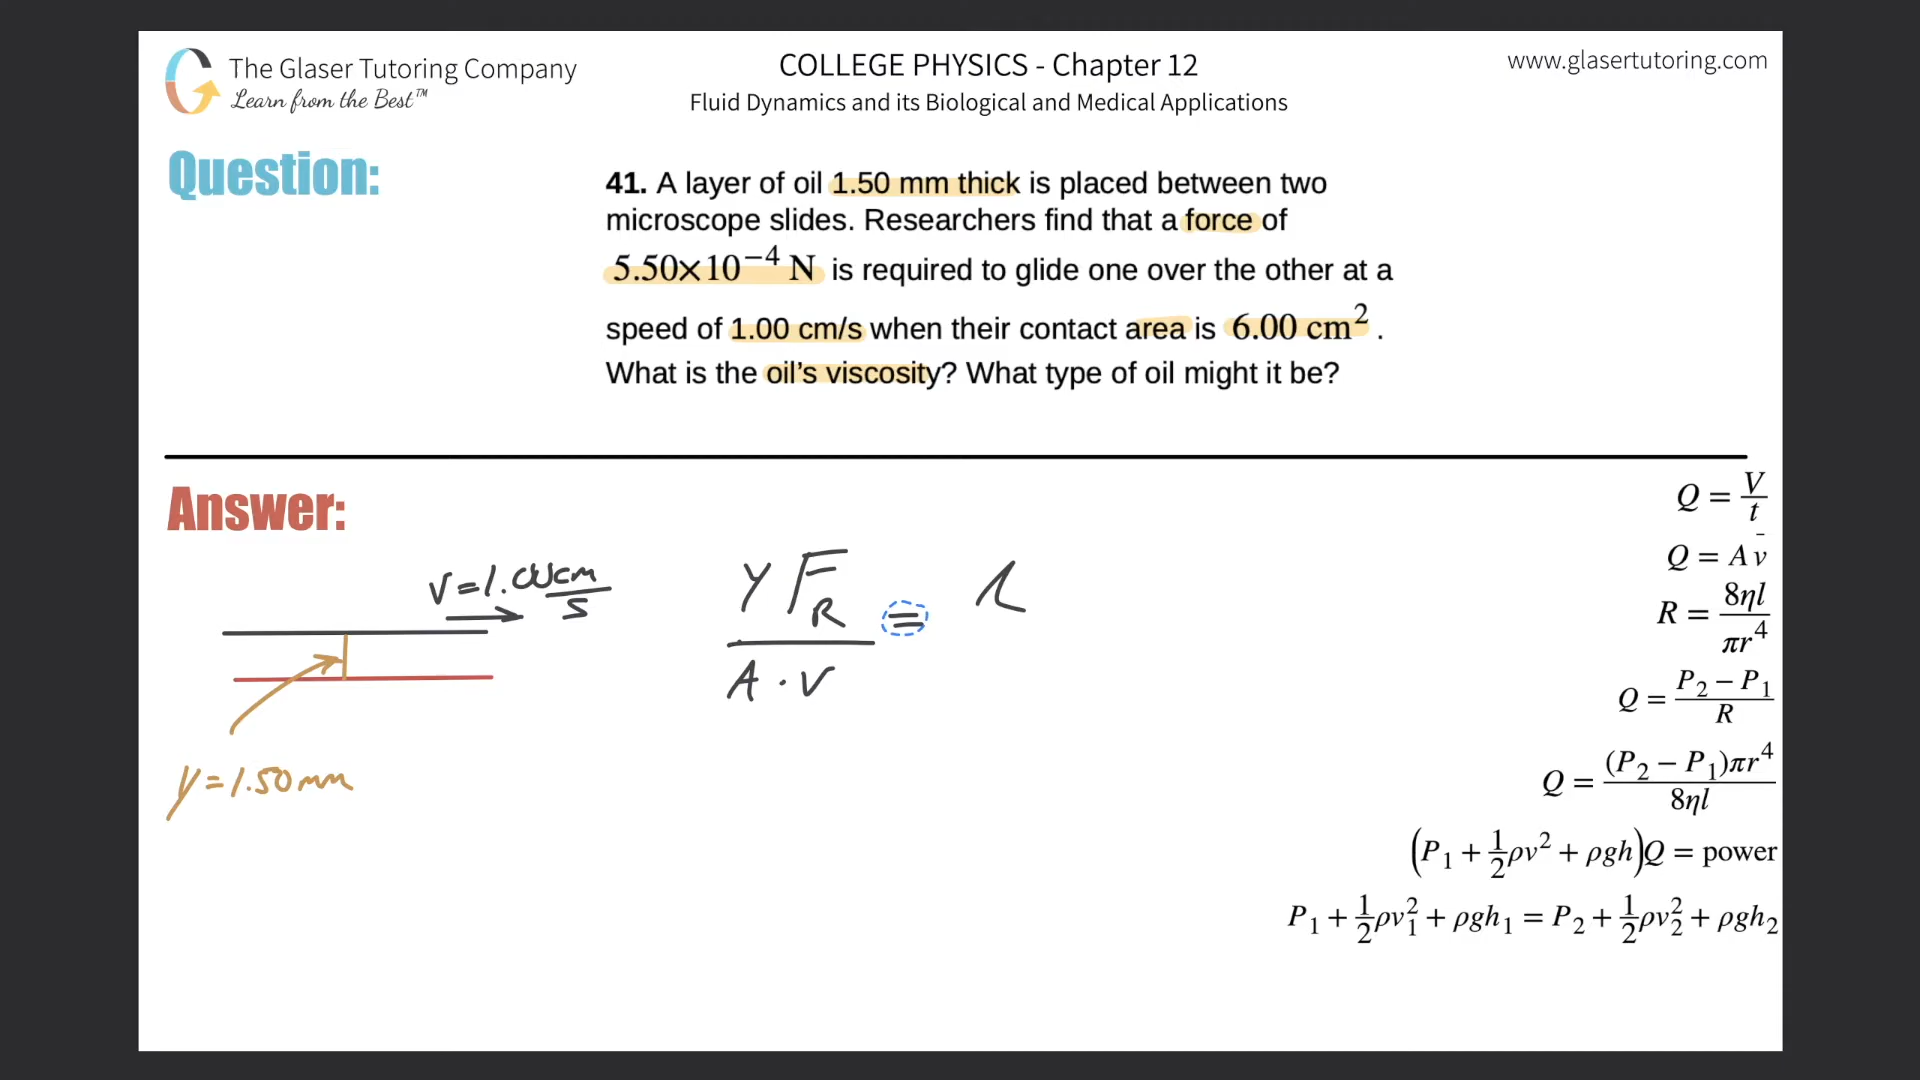 The Glaser Tutoring Company
Learn from the Best™
COLLEGE PHYSICS - Chapter 12
Fluid Dynamics and its Biological and Medical Applications
www.glasertutoring.com
Question:
41. A layer of oil 1.50 mm thick is placed between two
microscope slides. Researchers find that a force of
5.50×10⁻⁴ N is required to glide one over the other at a
speed of 1.00 cm/s when their contact area is 6.00 cm² .
What is the oil’s viscosity? What type of oil might it be?
Answer:
V = 1.00 cm/s
y = 1.50 mm
y F_R / A · V =
Q = V/t
Q = A v̄
R = 8ηl/πr⁴
Q = (P₂ − P₁)/R
Q = (P₂ − P₁)πr⁴/8ηl
(P₁ + ½ρv² + ρgh)Q = power
P₁ + ½ρv₁² + ρgh₁ = P₂ + ½ρv₂² + ρgh₂